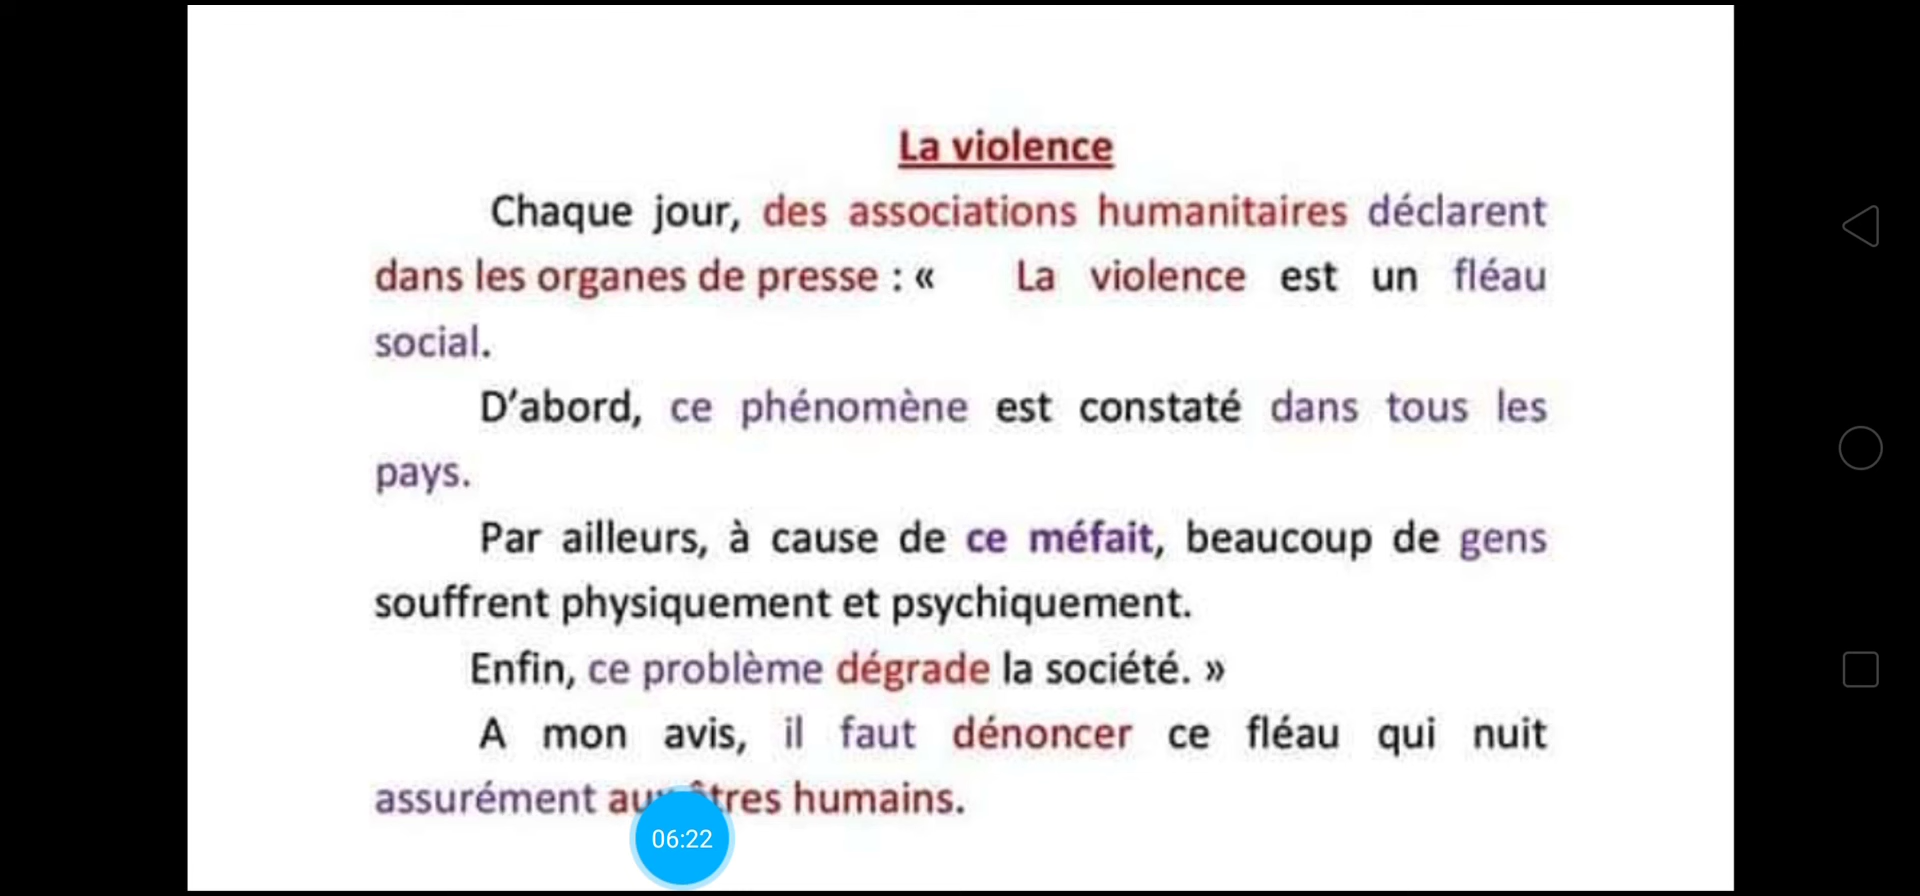 La violence
Chaque jour, des associations humanitaires déclarent
dans les organes de presse : « La violence est un fléau
social.
D'abord, ce phénomène est constaté dans tous les
pays.
Par ailleurs, à cause de ce méfait, beaucoup de gens
souffrent physiquement et psychiquement.
Enfin, ce problème dégrade la société. »
A mon avis, il faut dénoncer ce fléau qui nuit
assurément aux êtres humains.
06:22